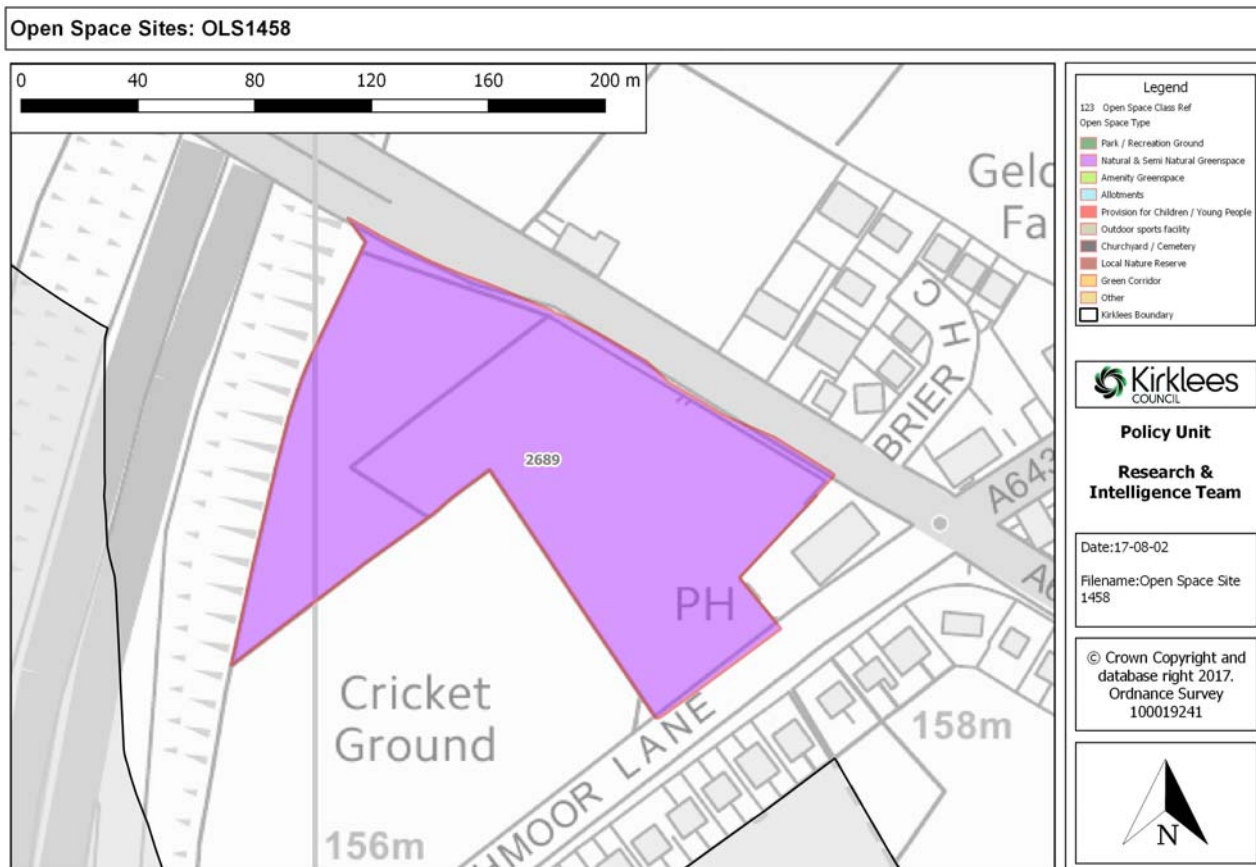 Open Space Sites: OLS1458
0 40 80 120 160 200 m
Geld
Fa
BRIER
CH
A643
A6
2689
PH
Cricket
Ground
HMOOR LANE
158m
156m
Legend
123 Open Space Class Ref
Open Space Type
Park / Recreation Ground
Natural & Semi Natural Greenspace
Amenity Greenspace
Allotments
Provision for Children / Young People
Outdoor sports facility
Churchyard / Cemetery
Local Nature Reserve
Green Corridor
Other
Kirklees Boundary
Kirklees
COUNCIL
Policy Unit
Research &
Intelligence Team
Date:17-08-02
Filename:Open Space Site
1458
© Crown Copyright and
database right 2017.
Ordnance Survey
100019241
N